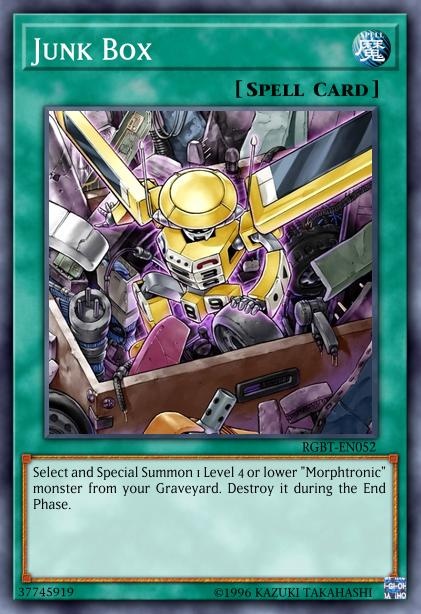 Junk Box
魔
[ Spell Card ]
RGBT-EN052
Select and Special Summon 1 Level 4 or lower "Morphtronic"
monster from your Graveyard. Destroy it during the End
Phase.
37745919
©1996 KAZUKI TAKAHASHI